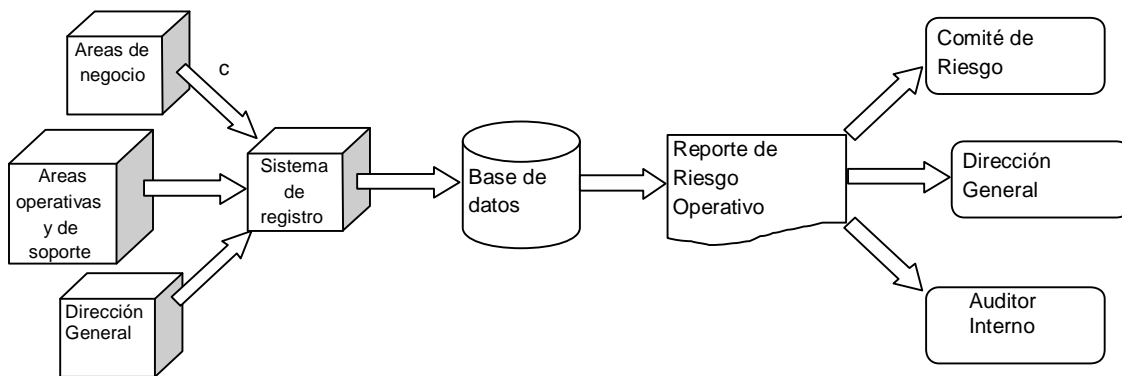 Areas de
negocio
c
Areas
operativas
y de
soporte
Dirección
General
Sistema
de
registro
Base de
datos
Reporte de
Riesgo
Operativo
Comité de
Riesgo
Dirección
General
Auditor
Interno